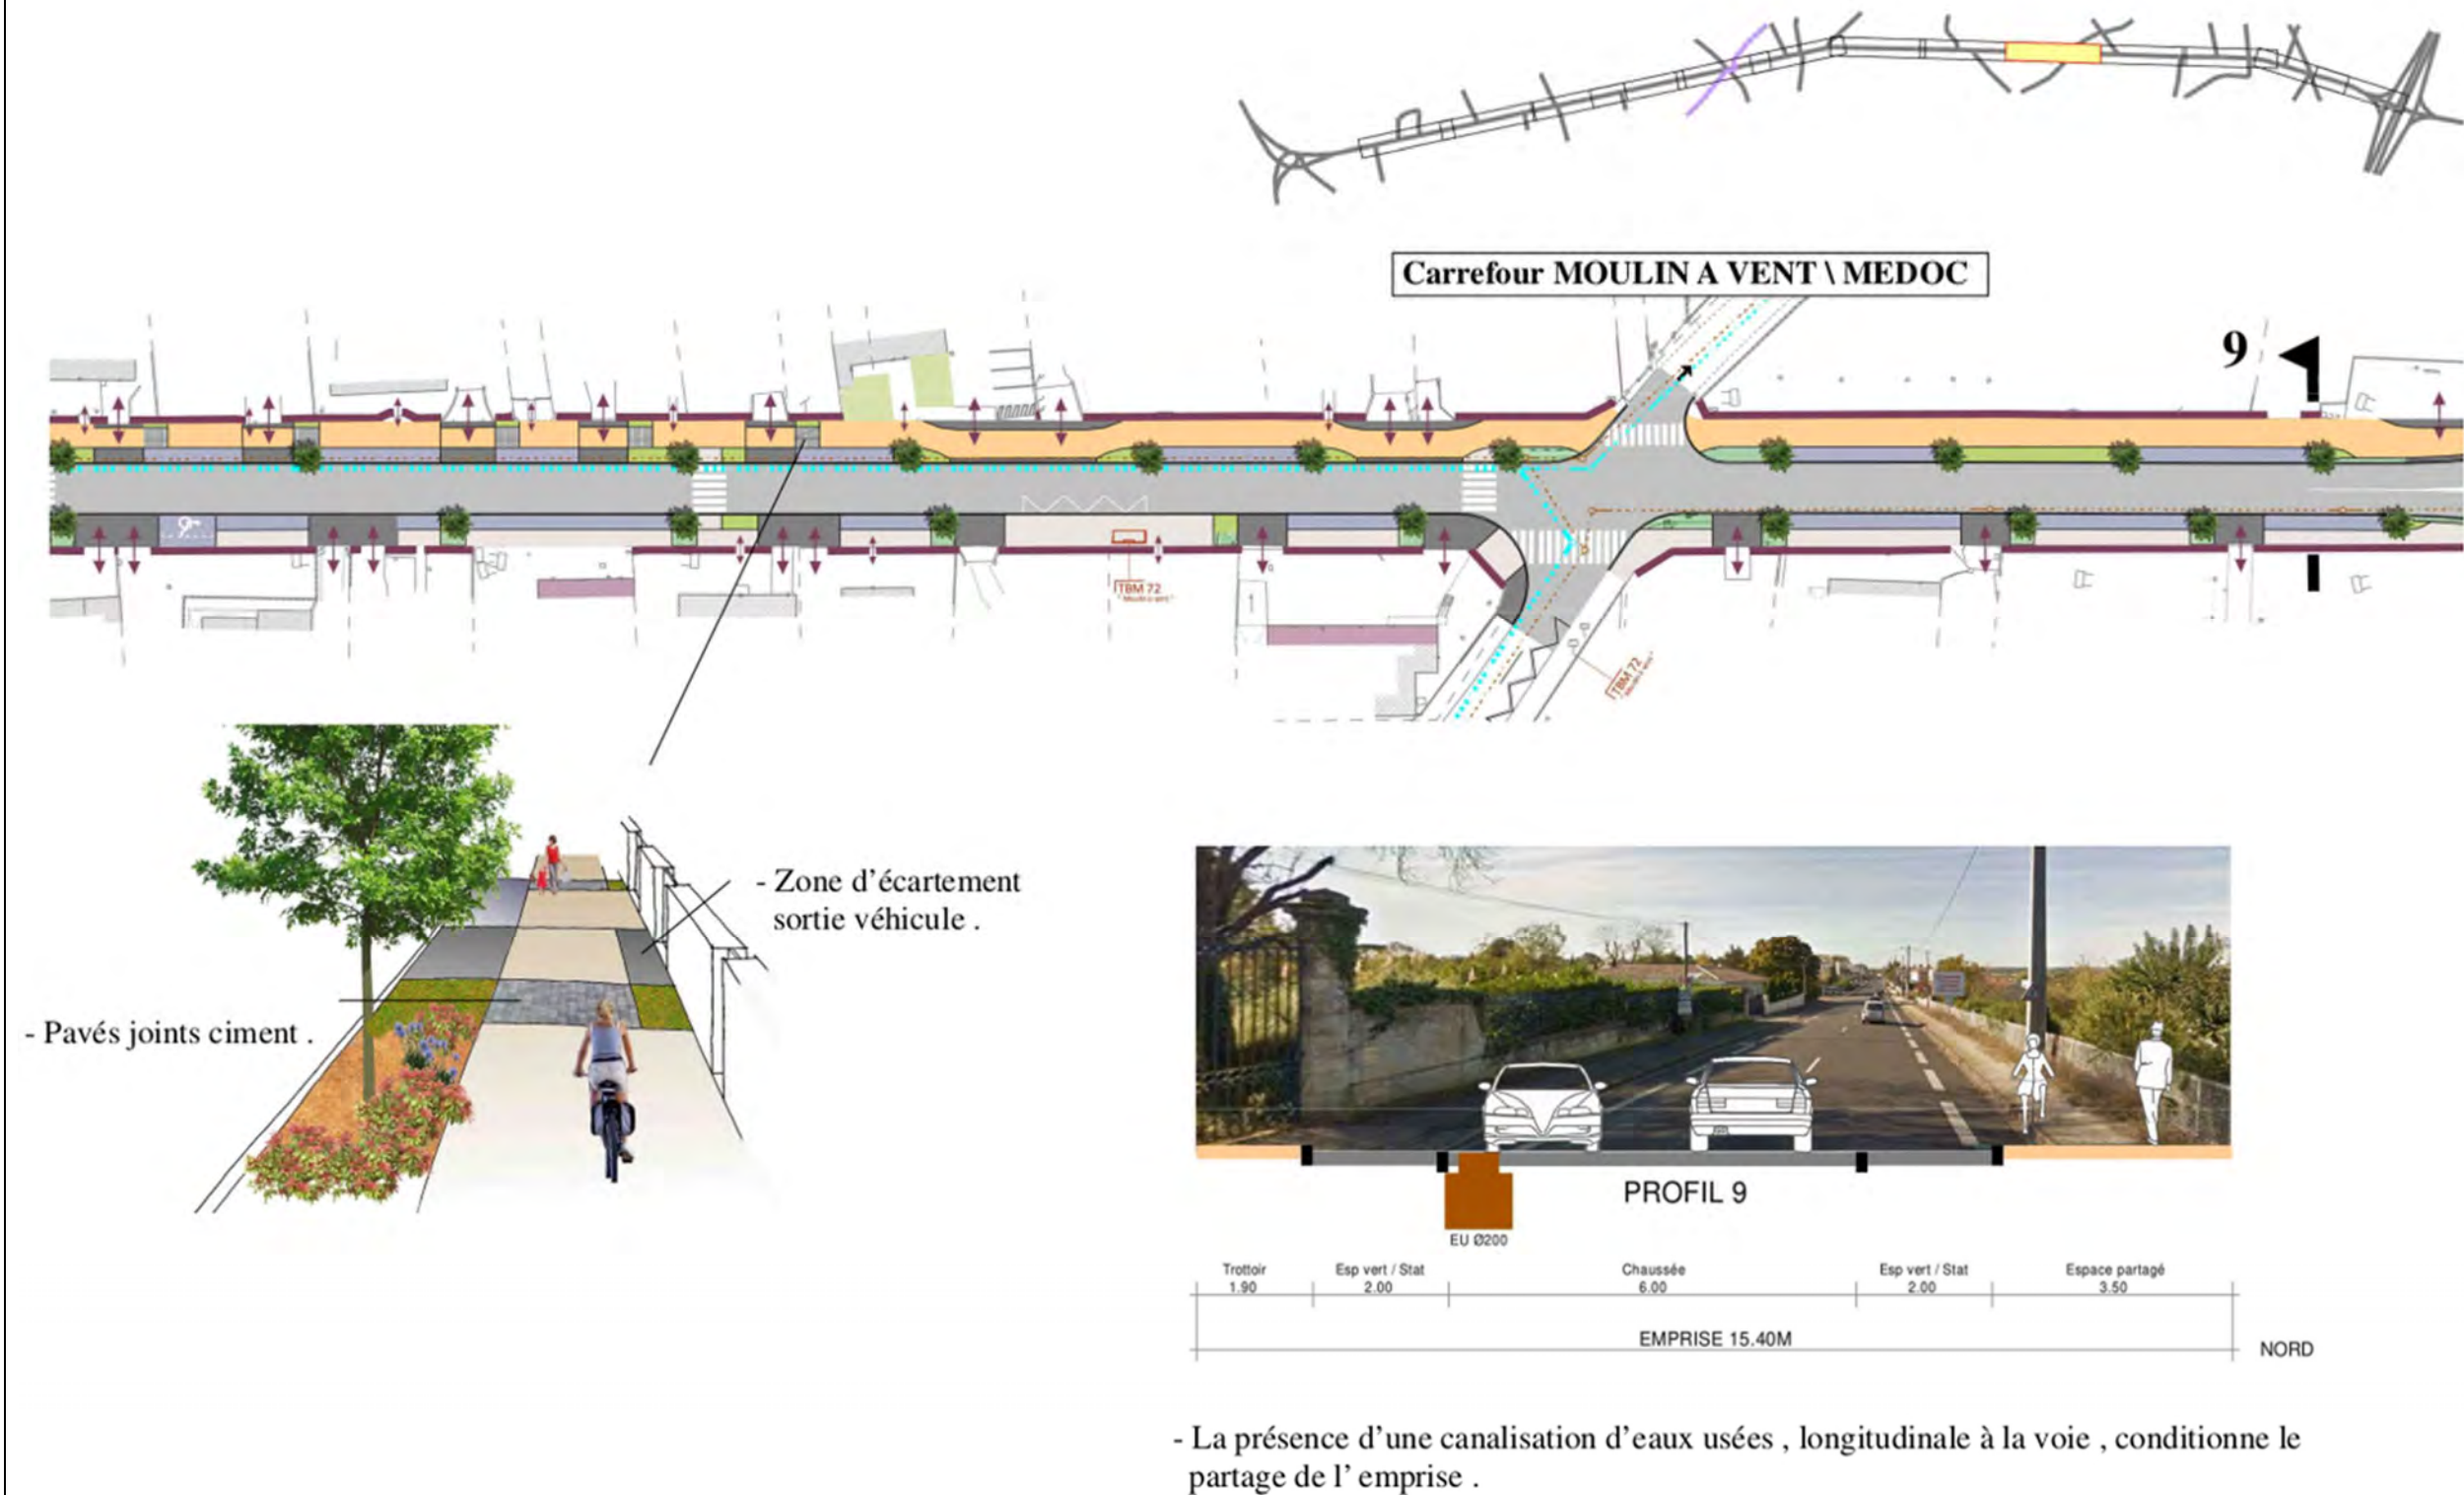 Carrefour MOULIN A VENT \ MEDOC
9
TBM 72
TBM 72
- Zone d'écartement
sortie véhicule .
- Pavés joints ciment .
PROFIL 9
EU Ø200
Trottoir
1.90
Esp vert / Stat
2.00
Chaussée
6.00
Esp vert / Stat
2.00
Espace partagé
3.50
EMPRISE 15.40M
NORD
- La présence d'une canalisation d'eaux usées , longitudinale à la voie , conditionne le
partage de l' emprise .